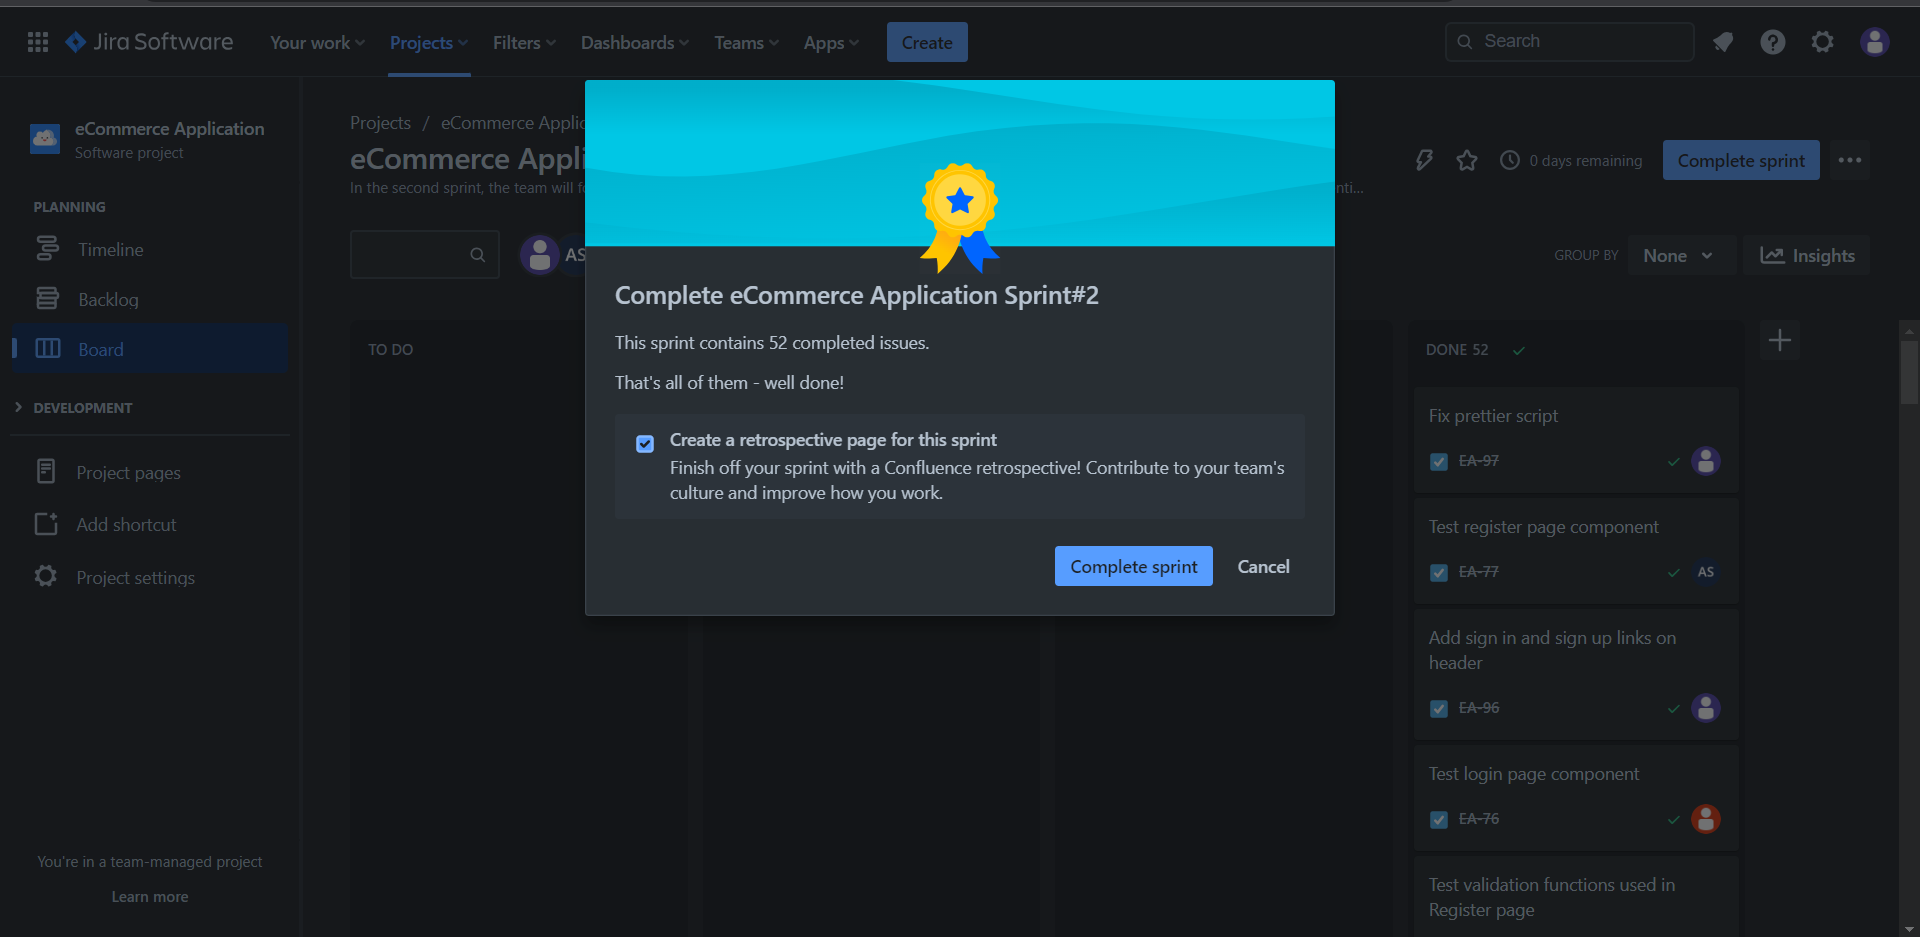 Jira Software
Your work
Projects
Filters
Dashboards
Teams
Apps
Create
Search
eCommerce Application
Software project
PLANNING
Timeline
Backlog
Board
DEVELOPMENT
Project pages
Add shortcut
Project settings
You're in a team-managed project
Learn more
Projects / eCommerce Applic
eCommerce Appli
In the second sprint, the team will f
nti...
0 days remaining
Complete sprint
AS
GROUP BY
None
Insights
TO DO
Complete eCommerce Application Sprint#2
This sprint contains 52 completed issues.
That's all of them - well done!
Create a retrospective page for this sprint
Finish off your sprint with a Confluence retrospective! Contribute to your team's
culture and improve how you work.
Complete sprint
Cancel
DONE 52
Fix prettier script
EA-97
Test register page component
EA-77
AS
Add sign in and sign up links on
header
EA-96
Test login page component
EA-76
Test validation functions used in
Register page